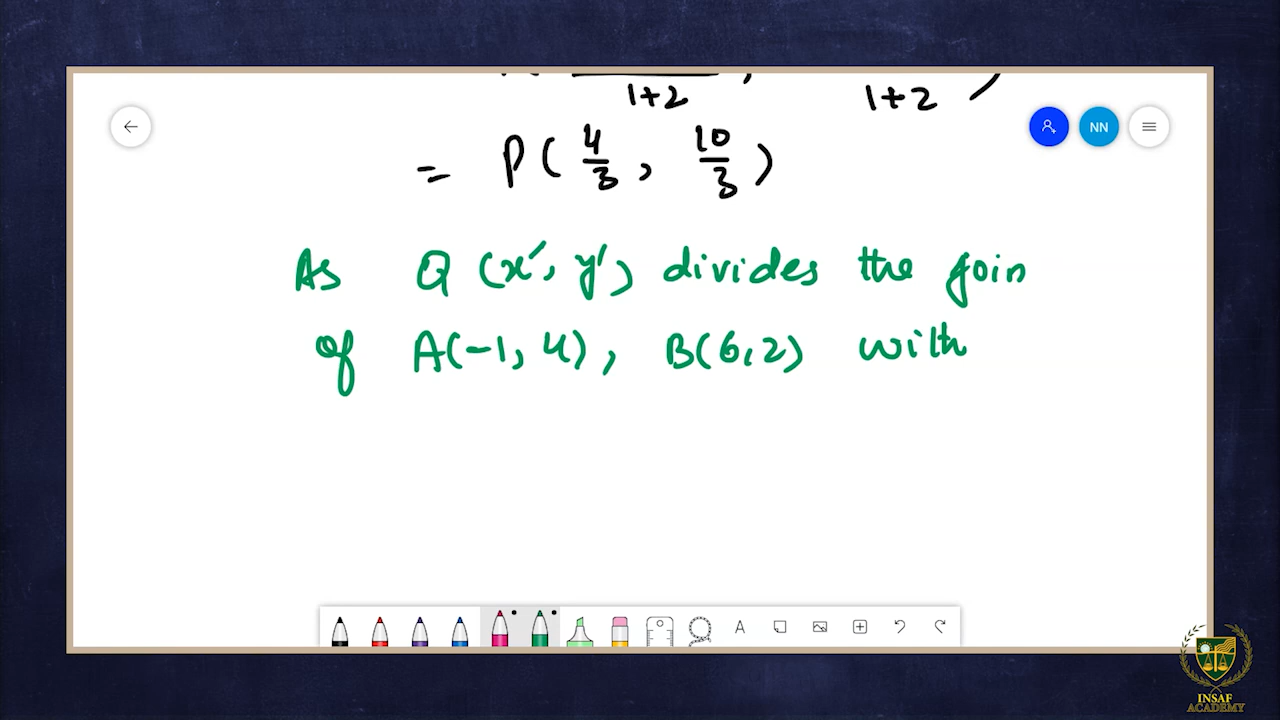 1+2 1+2
= P(4/3, 10/3)
As Q (x', y') divides the join
of A(-1, 4), B(6,2) with
NN
A
INSAF
ACADEMY